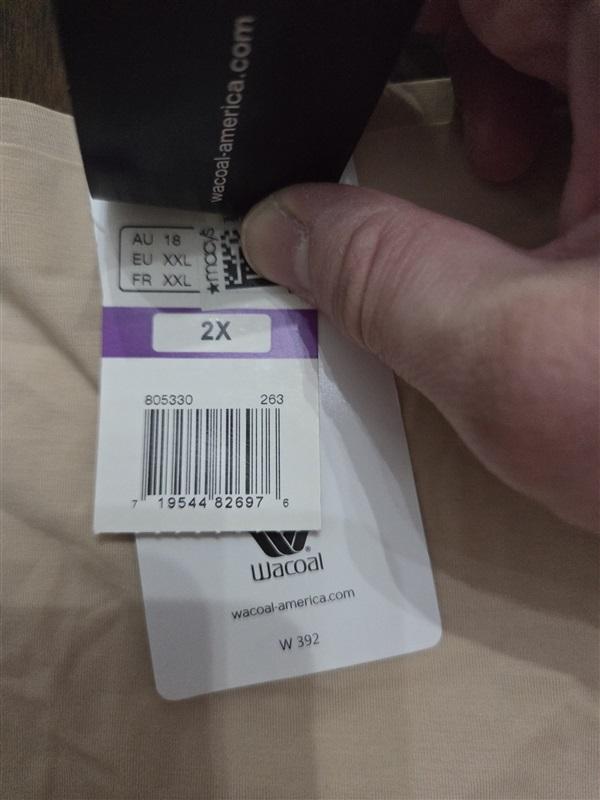 wacoal-america.com
AU 18
EU XXL
FR XXL
★macy's
2X
805330 263
7 19544 82697 6
Wacoal®
wacoal-america.com
W 392